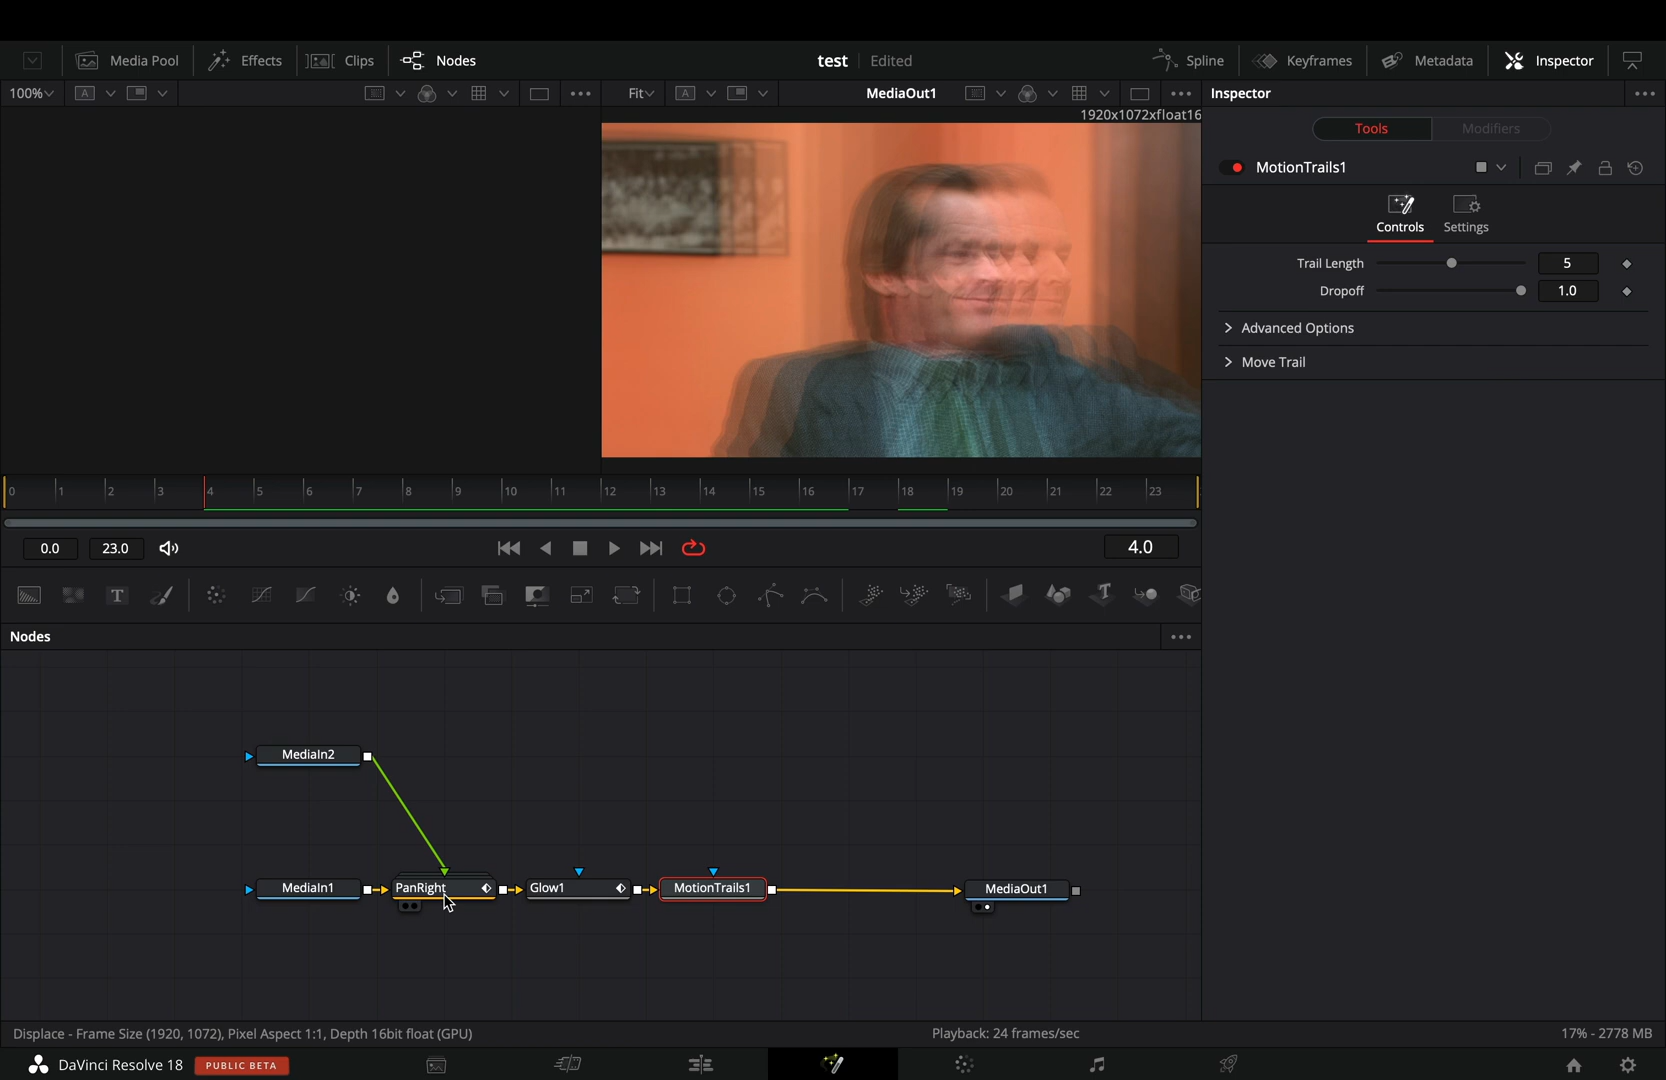 Media Pool Effects Clips Nodes test Edited Spline Keyframes Metadata Inspector
100% A Fit A MediaOut1 Inspector
1920x1072xfloat16
Tools Modifiers
MotionTrails1
Controls Settings
Trail Length 5
Dropoff 1.0
Advanced Options
Move Trail
0 1 2 3 4 5 6 7 8 9 10 11 12 13 14 15 16 17 18 19 20 21 22 23
0.0 23.0 4.0
T T
Nodes
MediaIn2
MediaIn1 PanRight Glow1 MotionTrails1 MediaOut1
Displace - Frame Size (1920, 1072), Pixel Aspect 1:1, Depth 16bit float (GPU) Playback: 24 frames/sec 17% - 2778 MB
DaVinci Resolve 18 PUBLIC BETA